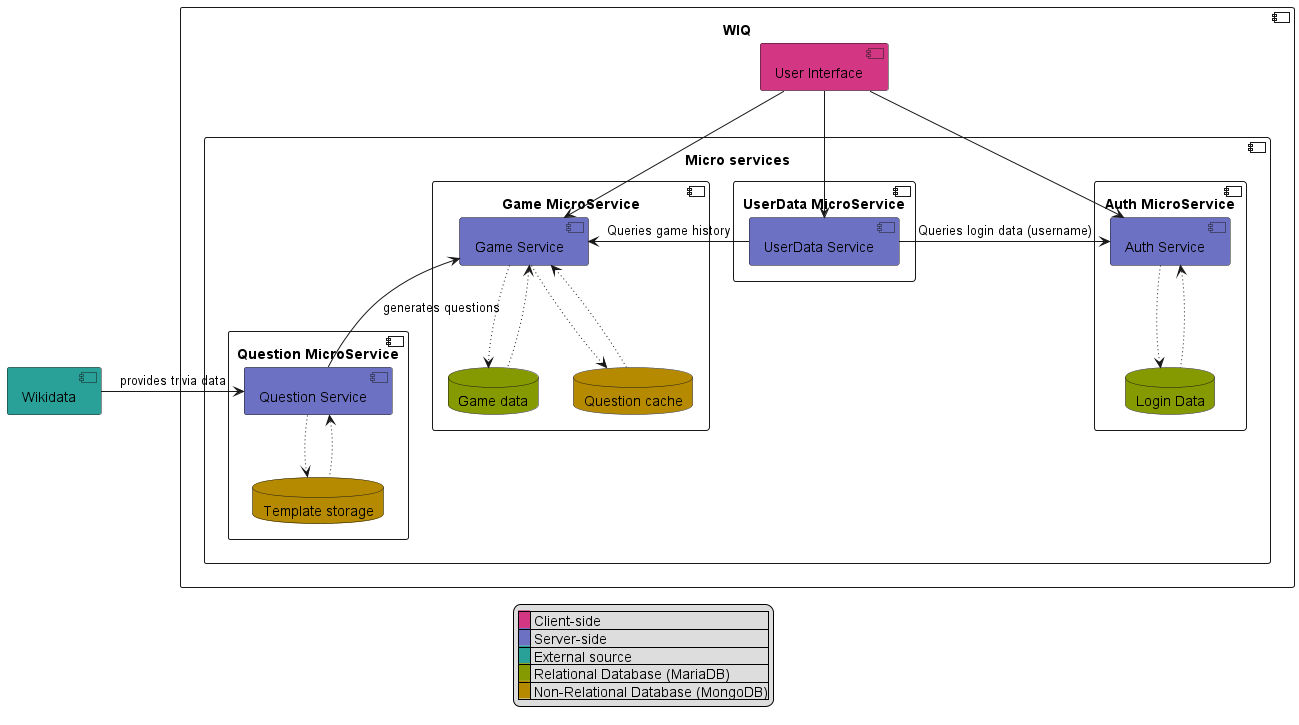 WIQ
User Interface
Micro services
Game MicroService
UserData MicroService
Auth MicroService
Game Service
Queries game history
UserData Service
Queries login data (username)
Auth Service
generates questions
Question MicroService
Wikidata
provides trivia data
Question Service
Game data
Question cache
Login Data
Template storage
Client-side
Server-side
External source
Relational Database (MariaDB)
Non-Relational Database (MongoDB)